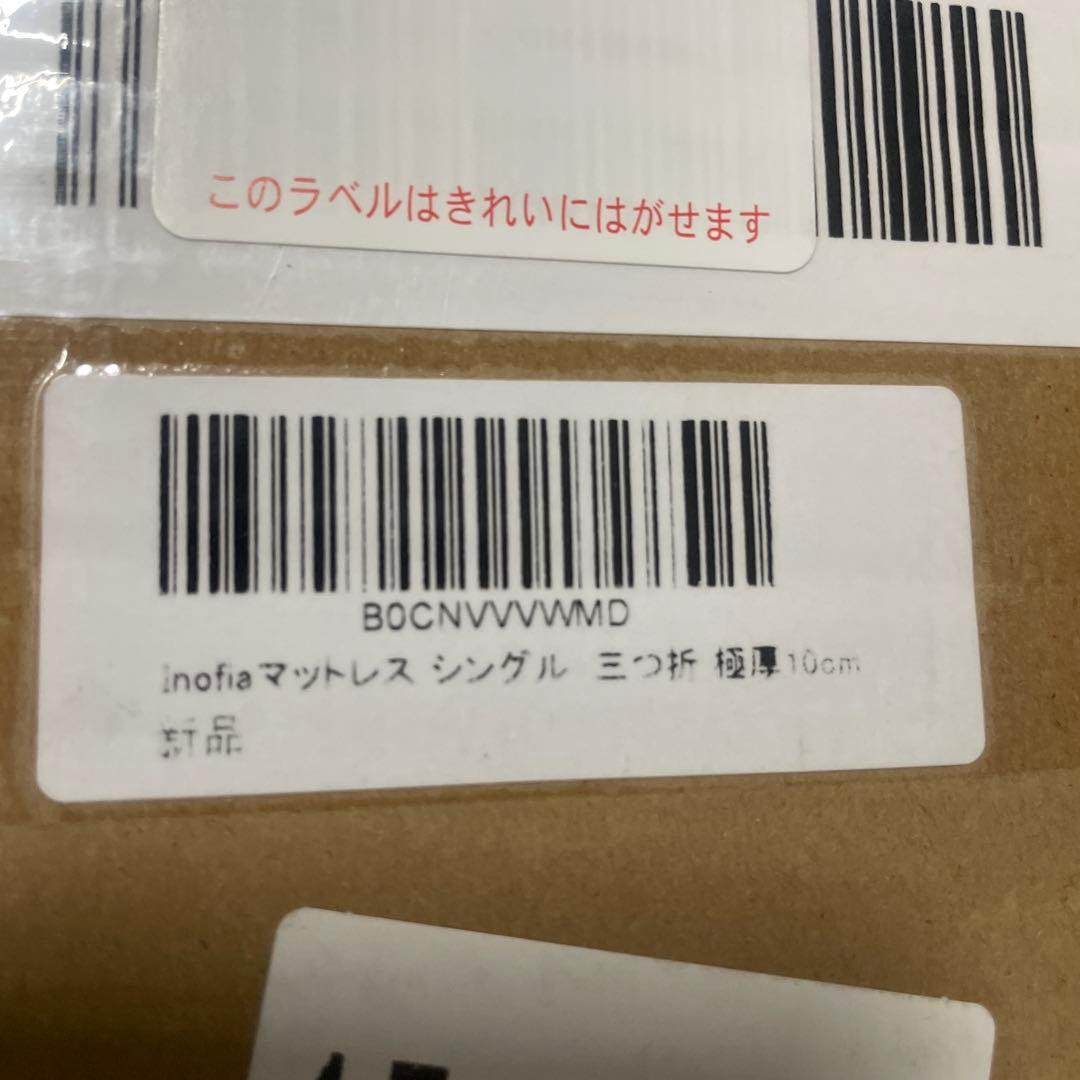 このラベルはきれいにはがせます
B0CNVVVWMD
Inofiaマットレス シングル 三つ折 極厚10cm
新品